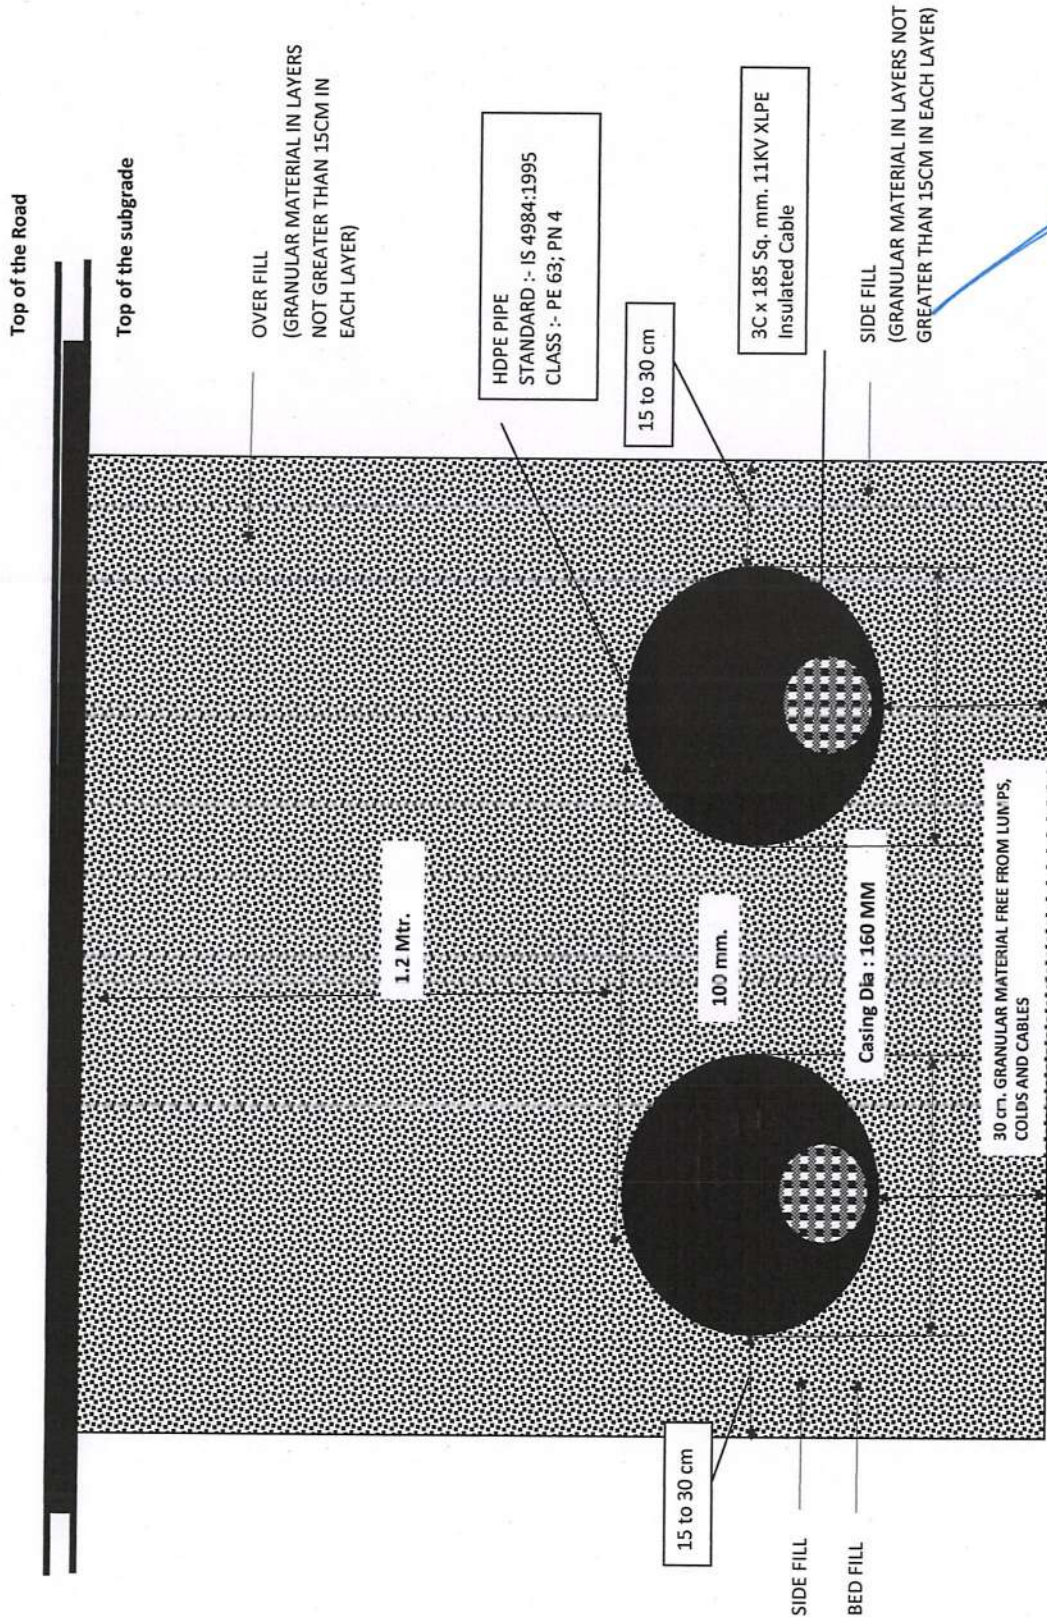 Top of the Road
Top of the subgrade
OVER FILL
(GRANULAR MATERIAL IN LAYERS
NOT GREATER THAN 15CM IN
EACH LAYER)
HDPE PIPE
STANDARD :- IS 4984:1995
CLASS :- PE 63; PN 4
1.2 Mtr.
15 to 30 cm
3C x 185 Sq. mm. 11KV XLPE
Insulated Cable
100 mm.
15 to 30 cm
SIDE FILL
(GRANULAR MATERIAL IN LAYERS NOT
GREATER THAN 15CM IN EACH LAYER)
Casing Dia : 160 MM
SIDE FILL
BED FILL
30 cm. GRANULAR MATERIAL FREE FROM LUMPS,
COLDS AND CABLES